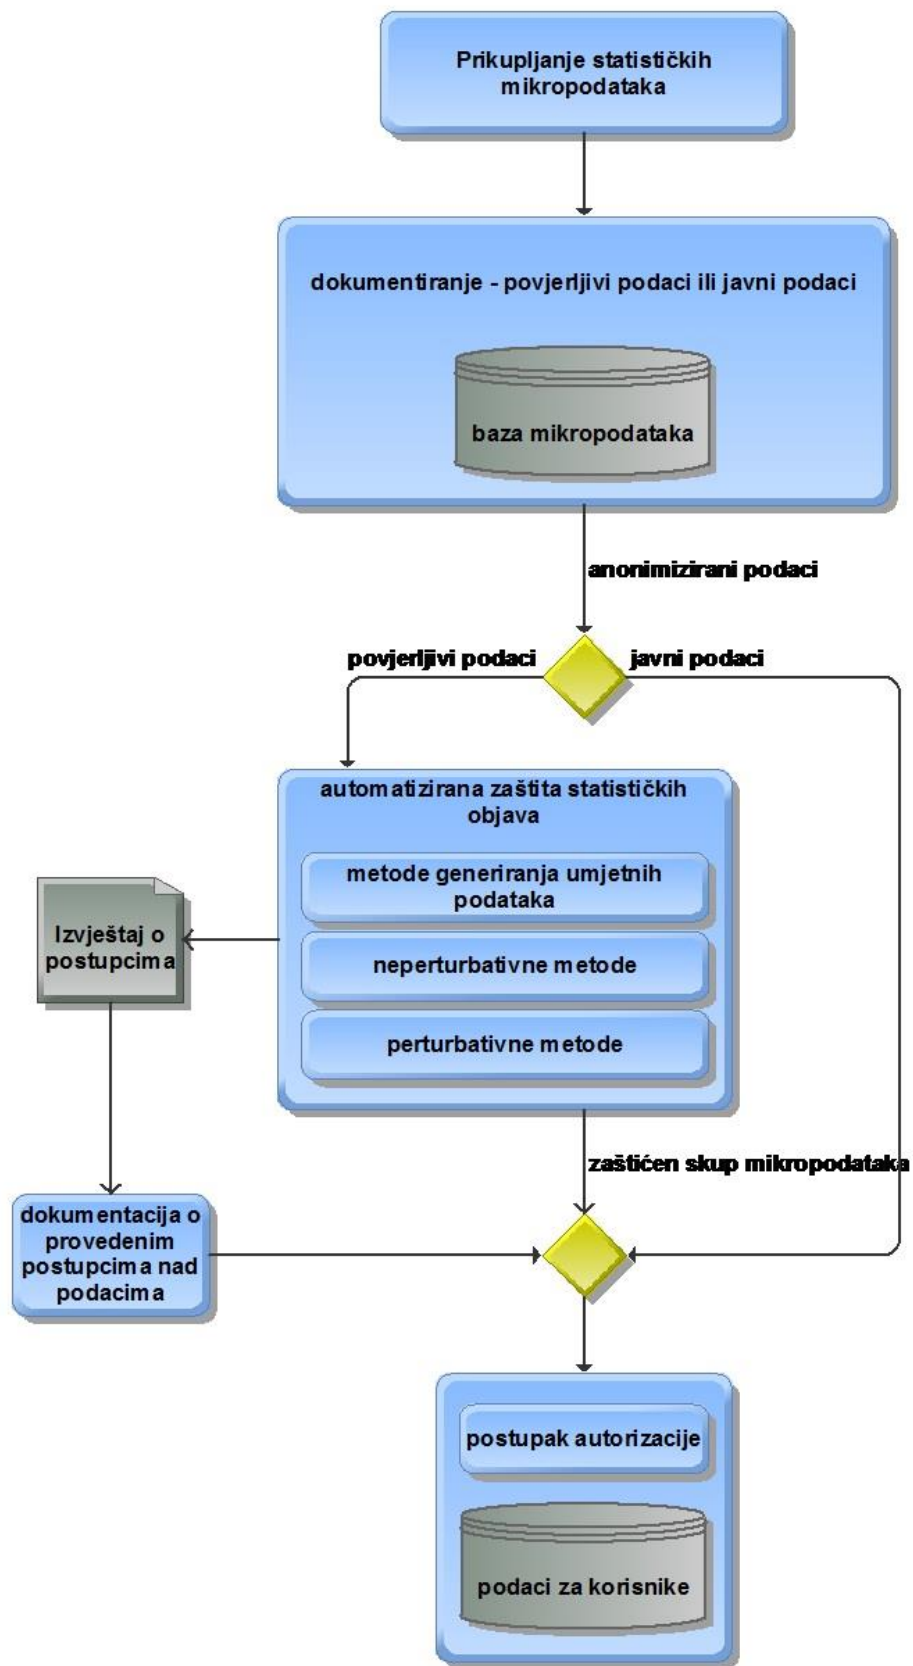 Prikupljanje statističkih
mikropodataka
dokumentiranje - povjerljivi podaci ili javni podaci
baza mikropodataka
anonimizirani podaci
povjerljivi podaci
javni podaci
automatizirana zaštita statističkih
objava
metode generiranja umjetnih
podataka
neperturbativne metode
perturbativne metode
Izvještaj o
postupcima
zaštićen skup mikropodataka
dokumentacija o
provedenim
postupcima nad
podacima
postupak autorizacije
podaci za korisnike